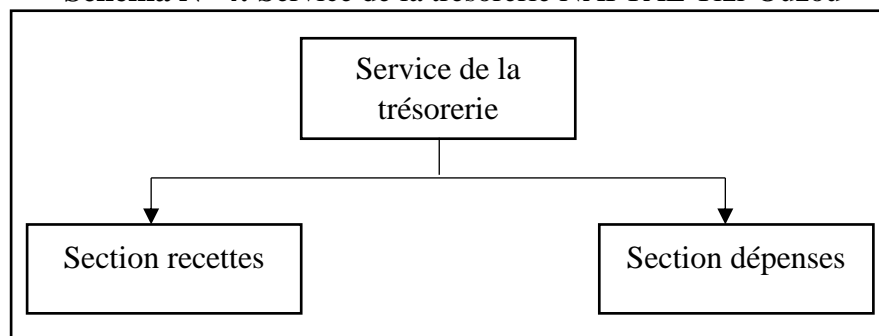 Service de la
trésorerie
Section recettes
Section dépenses